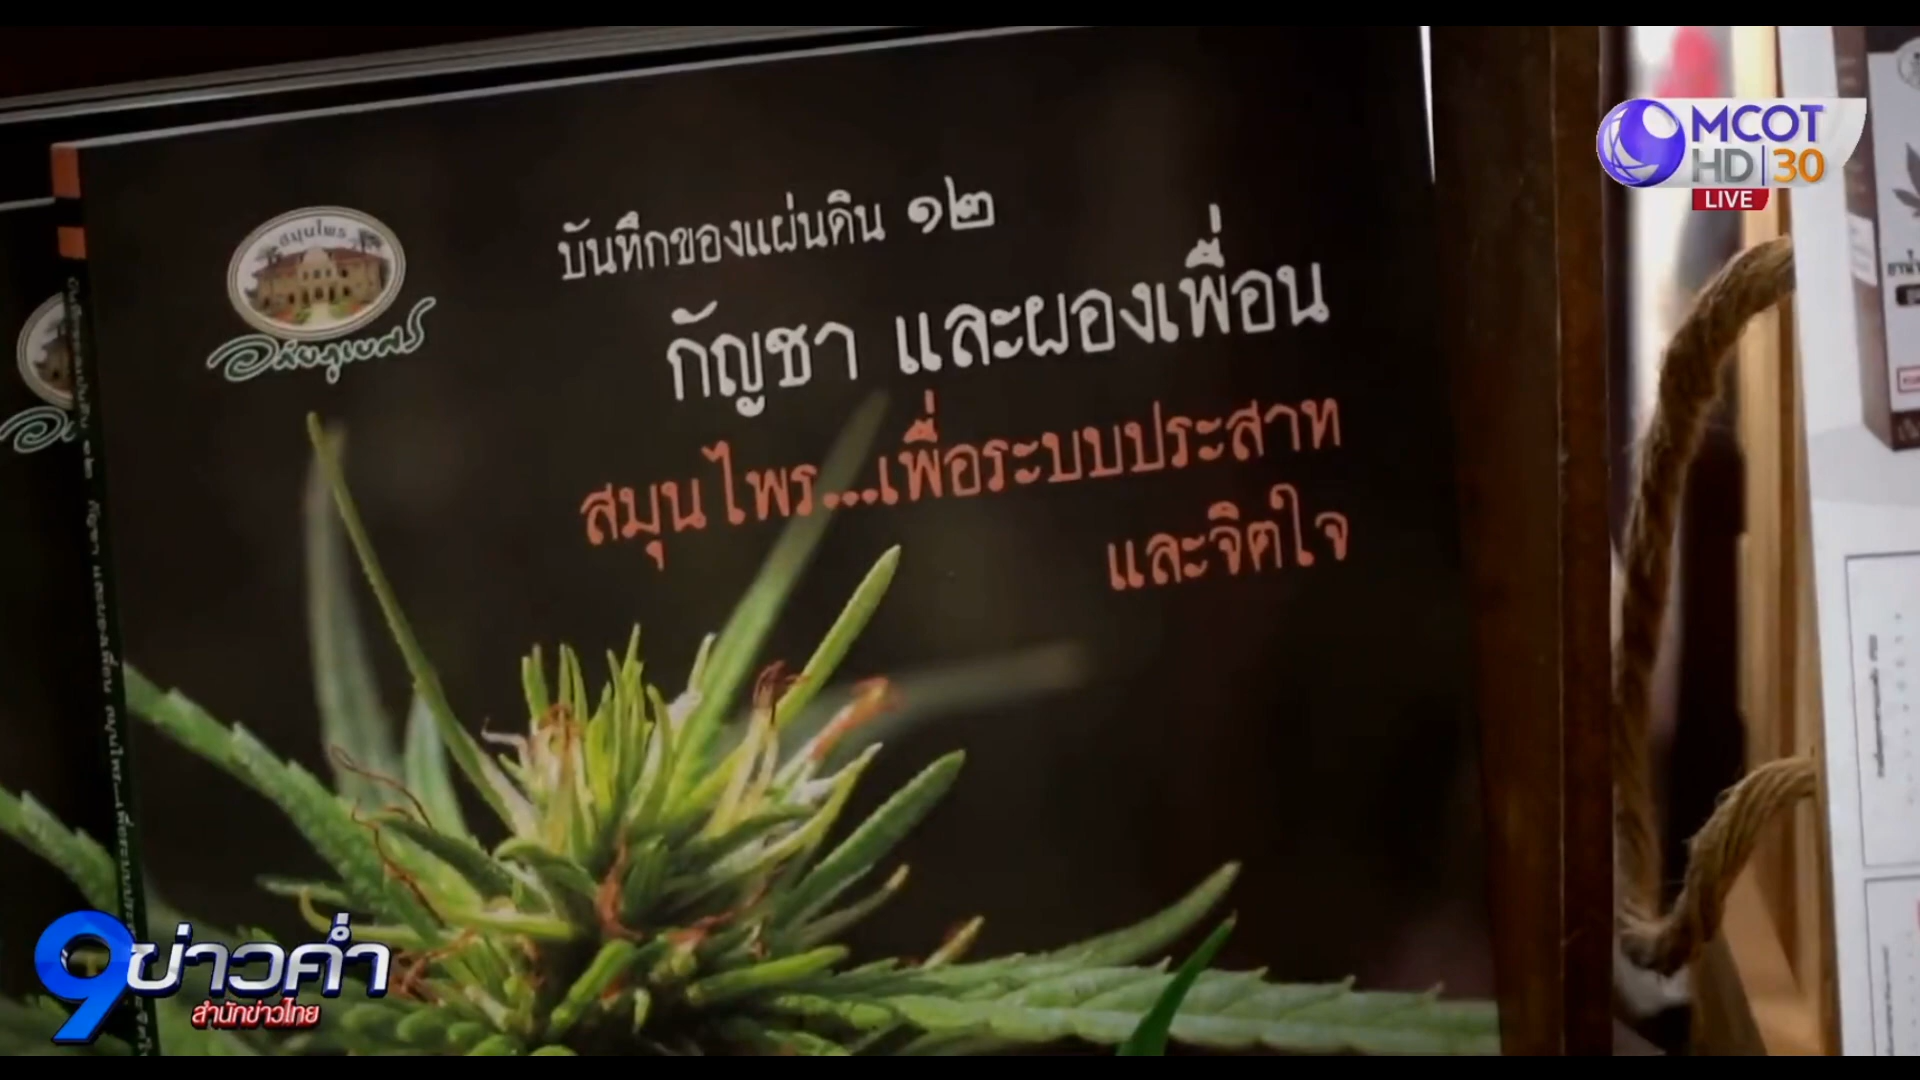 MCOT
HD 30
LIVE
สมุนไพร
อภัยภูเบศร
บันทึกของแผ่นดิน ๑๒
กัญชา และผองเพื่อน
สมุนไพร...เพื่อระบบประสาท
และจิตใจ
9 ข่าวค่ำ
สำนักข่าวไทย